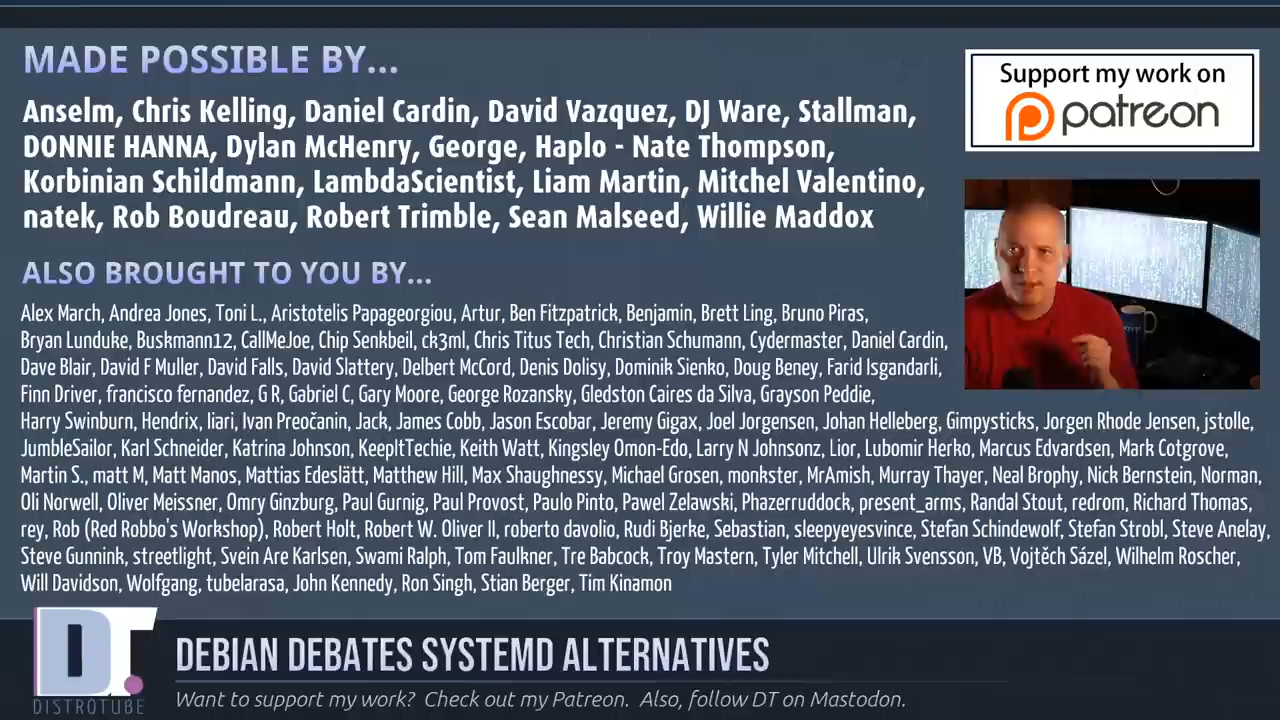 MADE POSSIBLE BY...
Anselm, Chris Kelling, Daniel Cardin, David Vazquez, DJ Ware, Stallman,
DONNIE HANNA, Dylan McHenry, George, Haplo - Nate Thompson,
Korbinian Schildmann, LambdaScientist, Liam Martin, Mitchel Valentino,
natek, Rob Boudreau, Robert Trimble, Sean Malseed, Willie Maddox
Support my work on
patreon
ALSO BROUGHT TO YOU BY...
Alex March, Andrea Jones, Toni L., Aristotelis Papageorgiou, Artur, Ben Fitzpatrick, Benjamin, Brett Ling, Bruno Piras,
Bryan Lunduke, Buskmann12, CallMeJoe, Chip Senkbeil, ck3ml, Chris Titus Tech, Christian Schumann, Cydermaster, Daniel Cardin,
Dave Blair, David F Muller, David Falls, David Slattery, Delbert McCord, Denis Dolisy, Dominik Sienko, Doug Beney, Farid Isgandarli,
Finn Driver, francisco fernandez, G R, Gabriel C, Gary Moore, George Rozansky, Gledston Caires da Silva, Grayson Peddie,
Harry Swinburn, Hendrix, liari, Ivan Preočanin, Jack, James Cobb, Jason Escobar, Jeremy Gigax, Joel Jorgensen, Johan Helleberg, Gimpysticks, Jorgen Rhode Jensen, jstolle,
JumbleSailor, Karl Schneider, Katrina Johnson, KeepItTechie, Keith Watt, Kingsley Omon-Edo, Larry N Johnsonz, Lior, Lubomir Herko, Marcus Edvardsen, Mark Cotgrove,
Martin S., matt M, Matt Manos, Mattias Edeslätt, Matthew Hill, Max Shaughnessy, Michael Grosen, monkster, MrAmish, Murray Thayer, Neal Brophy, Nick Bernstein, Norman,
Oli Norwell, Oliver Meissner, Omry Ginzburg, Paul Gurnig, Paul Provost, Paulo Pinto, Pawel Zelawski, Phazerruddock, present_arms, Randal Stout, redrom, Richard Thomas,
rey, Rob (Red Robbo's Workshop), Robert Holt, Robert W. Oliver II, roberto davolio, Rudi Bjerke, Sebastian, sleepyeyesvince, Stefan Schindewolf, Stefan Strobl, Steve Anelay,
Steve Gunnink, streetlight, Svein Are Karlsen, Swami Ralph, Tom Faulkner, Tre Babcock, Troy Mastern, Tyler Mitchell, Ulrik Svensson, VB, Vojtěch Sázel, Wilhelm Roscher,
Will Davidson, Wolfgang, tubelarasa, John Kennedy, Ron Singh, Stian Berger, Tim Kinamon
DT
DISTROTUBE
DEBIAN DEBATES SYSTEMD ALTERNATIVES
Want to support my work? Check out my Patreon. Also, follow DT on Mastodon.